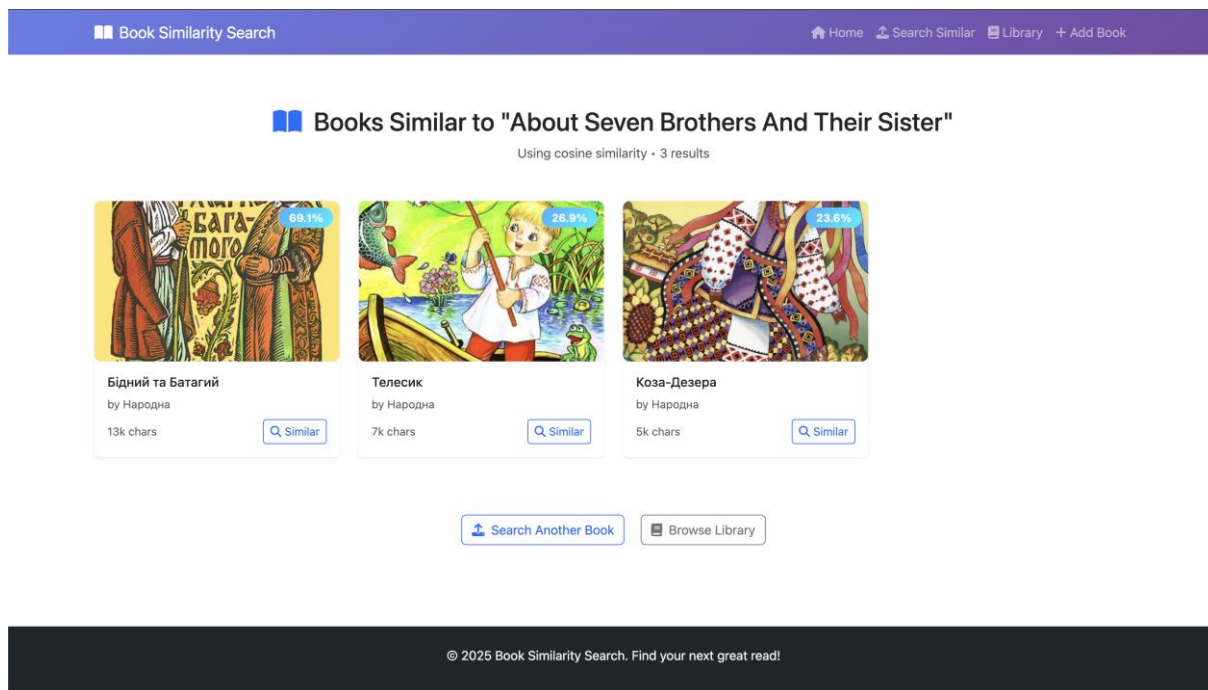 Book Similarity Search
Home Search Similar Library + Add Book
Books Similar to "About Seven Brothers And Their Sister"
Using cosine similarity • 3 results
БАГА-
ТОГО
69.1%
26.9%
23.6%
Бідний та Батагий
by Народна
13k chars
Similar
Телесик
by Народна
7k chars
Similar
Коза-Дезера
by Народна
5k chars
Similar
Search Another Book
Browse Library
© 2025 Book Similarity Search. Find your next great read!